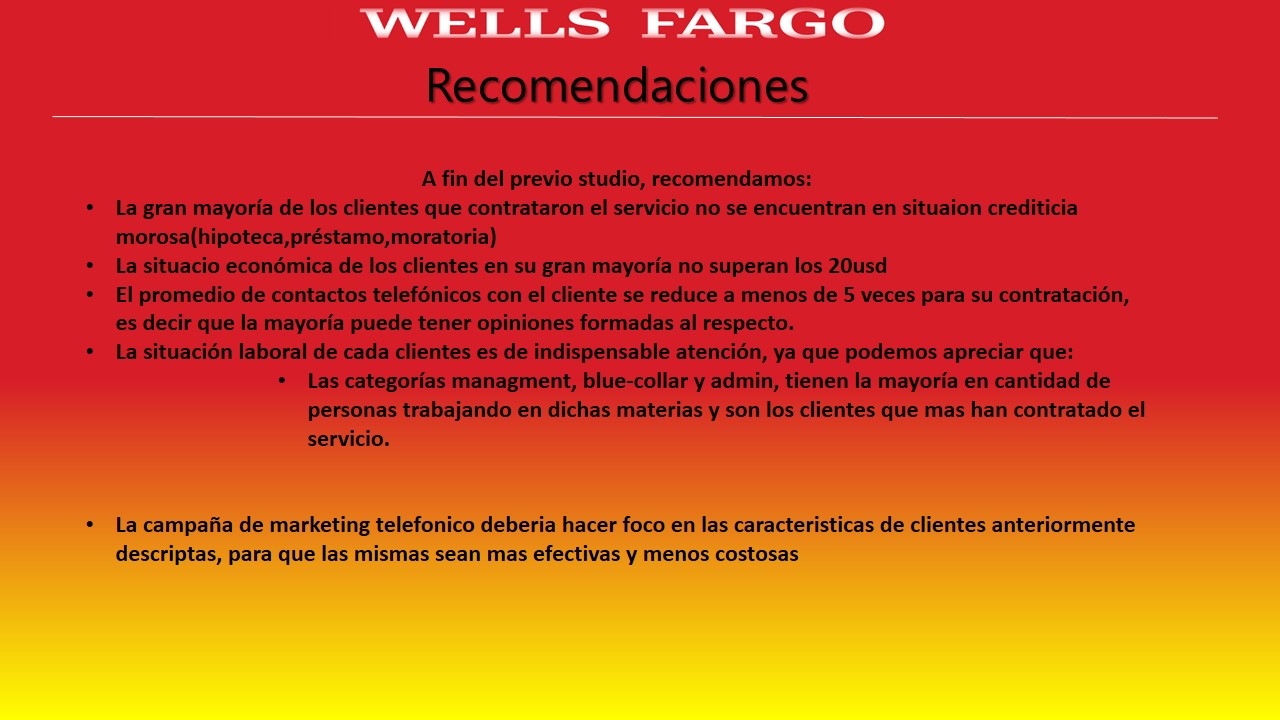 WELLS FARGO
Recomendaciones
A fin del previo studio, recomendamos:
• La gran mayoría de los clientes que contrataron el servicio no se encuentran en situaion crediticia
morosa(hipoteca,préstamo,moratoria)
• La situacio económica de los clientes en su gran mayoría no superan los 20usd
• El promedio de contactos telefónicos con el cliente se reduce a menos de 5 veces para su contratación,
es decir que la mayoría puede tener opiniones formadas al respecto.
• La situación laboral de cada clientes es de indispensable atención, ya que podemos apreciar que:
• Las categorías managment, blue-collar y admin, tienen la mayoría en cantidad de
personas trabajando en dichas materias y son los clientes que mas han contratado el
servicio.
• La campaña de marketing telefonico deberia hacer foco en las caracteristicas de clientes anteriormente
descriptas, para que las mismas sean mas efectivas y menos costosas